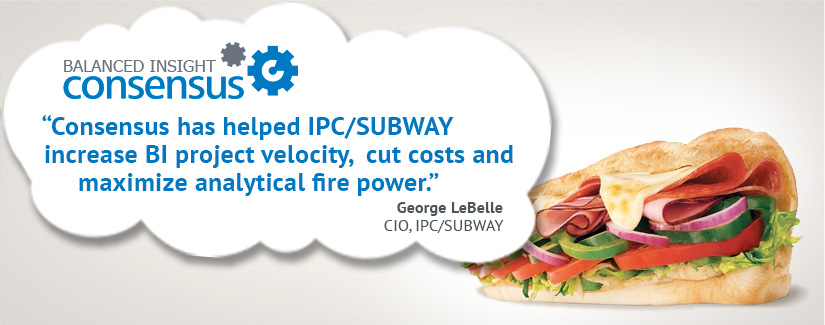 BALANCED INSIGHT
consensus
“Consensus has helped IPC/SUBWAY
increase BI project velocity,  cut costs and
maximize analytical fire power.”
George LeBelle
CIO, IPC/SUBWAY